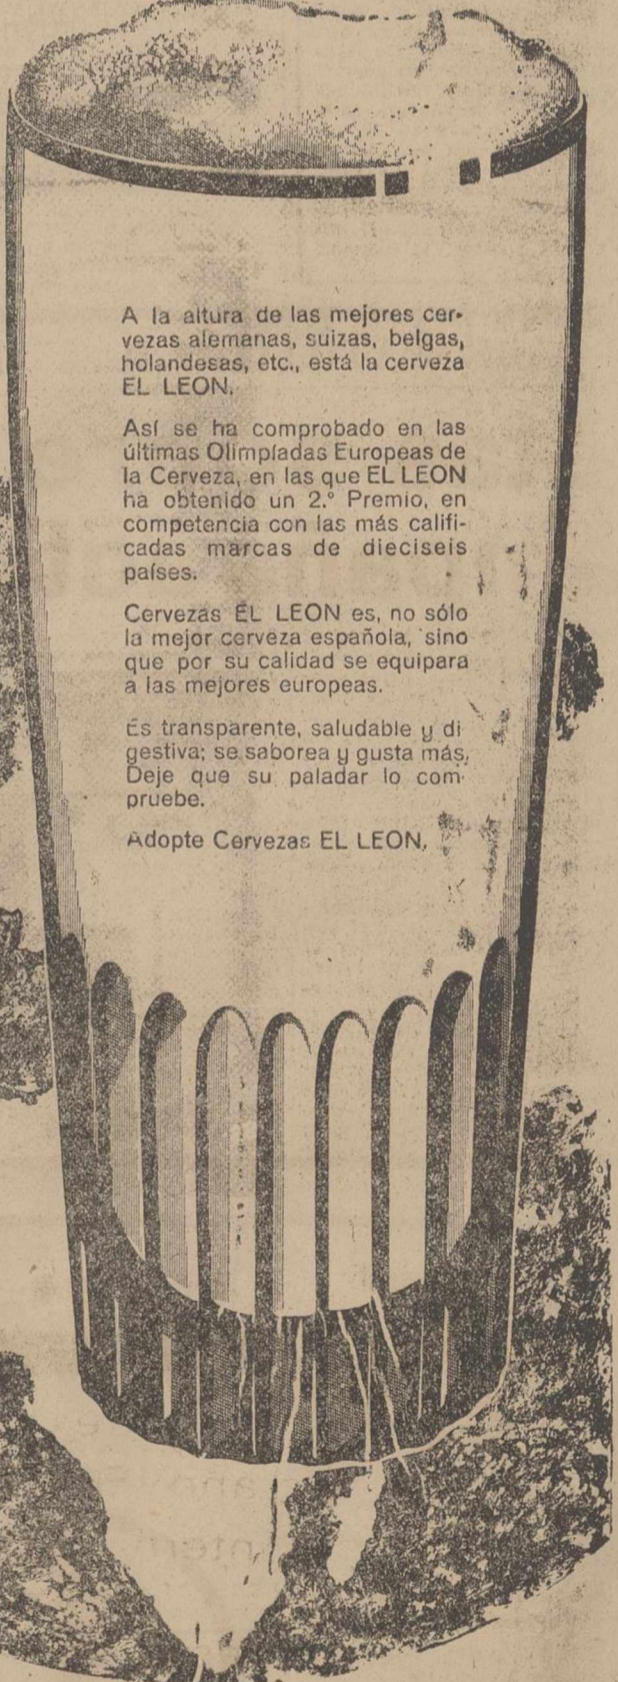 A la altura de las mejores cer-
vezas alemanas, suizas, belgas,
holandesas, etc., está la cerveza
EL LEON.
Así se ha comprobado en las
últimas Olimpíadas Europeas de
la Cerveza, en las que EL LEON
ha obtenido un 2.º Premio, en
competencia con las más califi-
cadas marcas de dieciseis
países.
Cervezas EL LEON es, no sólo
la mejor cerveza española, sino
que por su calidad se equipara
a las mejores europeas.
Es transparente, saludable y di
gestiva; se saborea y gusta más.
Deje que su paladar lo com-
pruebe.
Adopte Cervezas EL LEON.